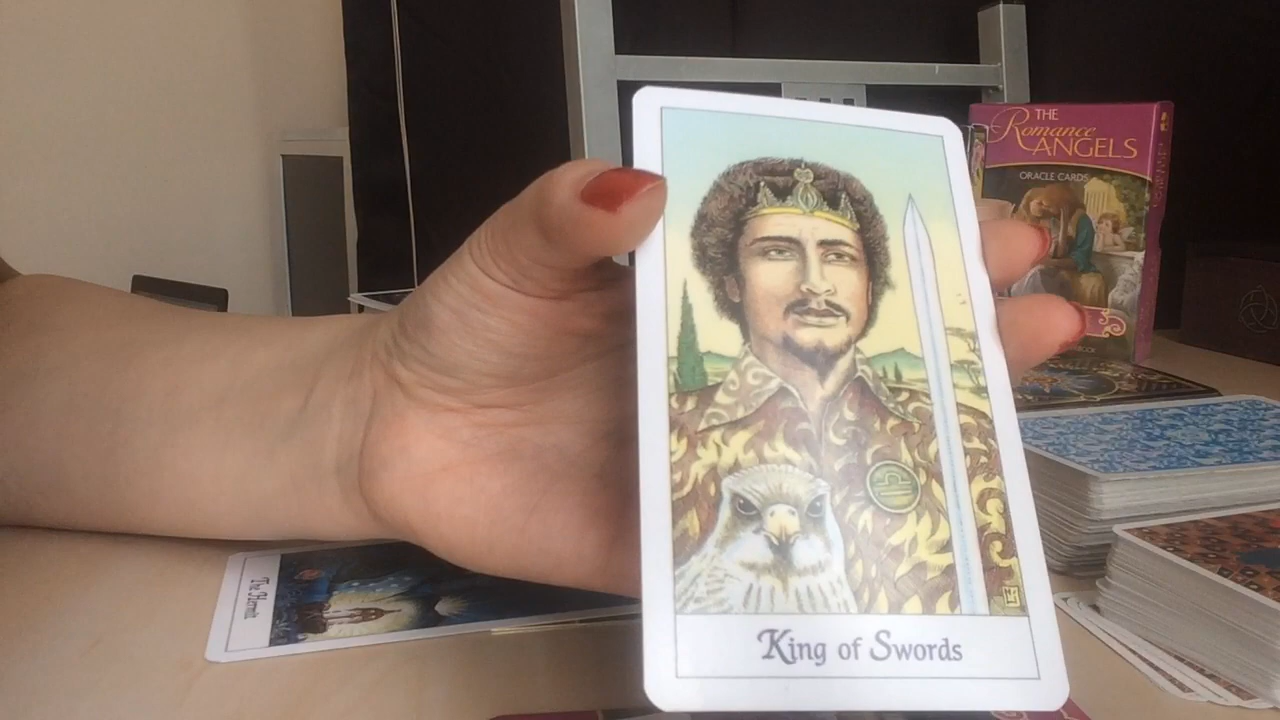 THE
Romance
ANGELS
ORACLE CARDS
King of Swords
The Hermit